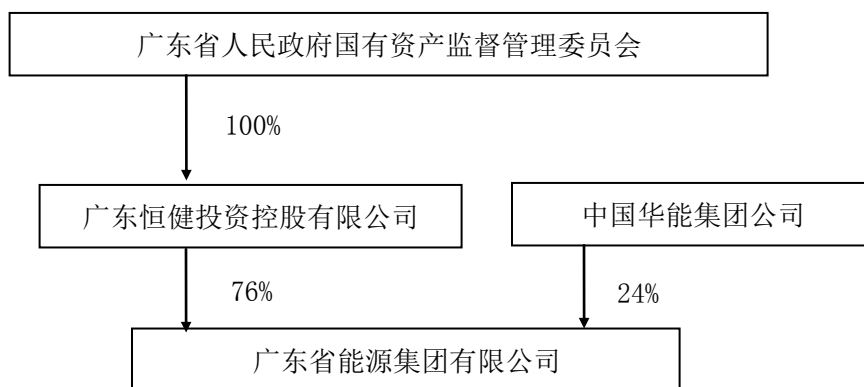 广东省人民政府国有资产监督管理委员会
100%
广东恒健投资控股有限公司
中国华能集团公司
76%
24%
广东省能源集团有限公司